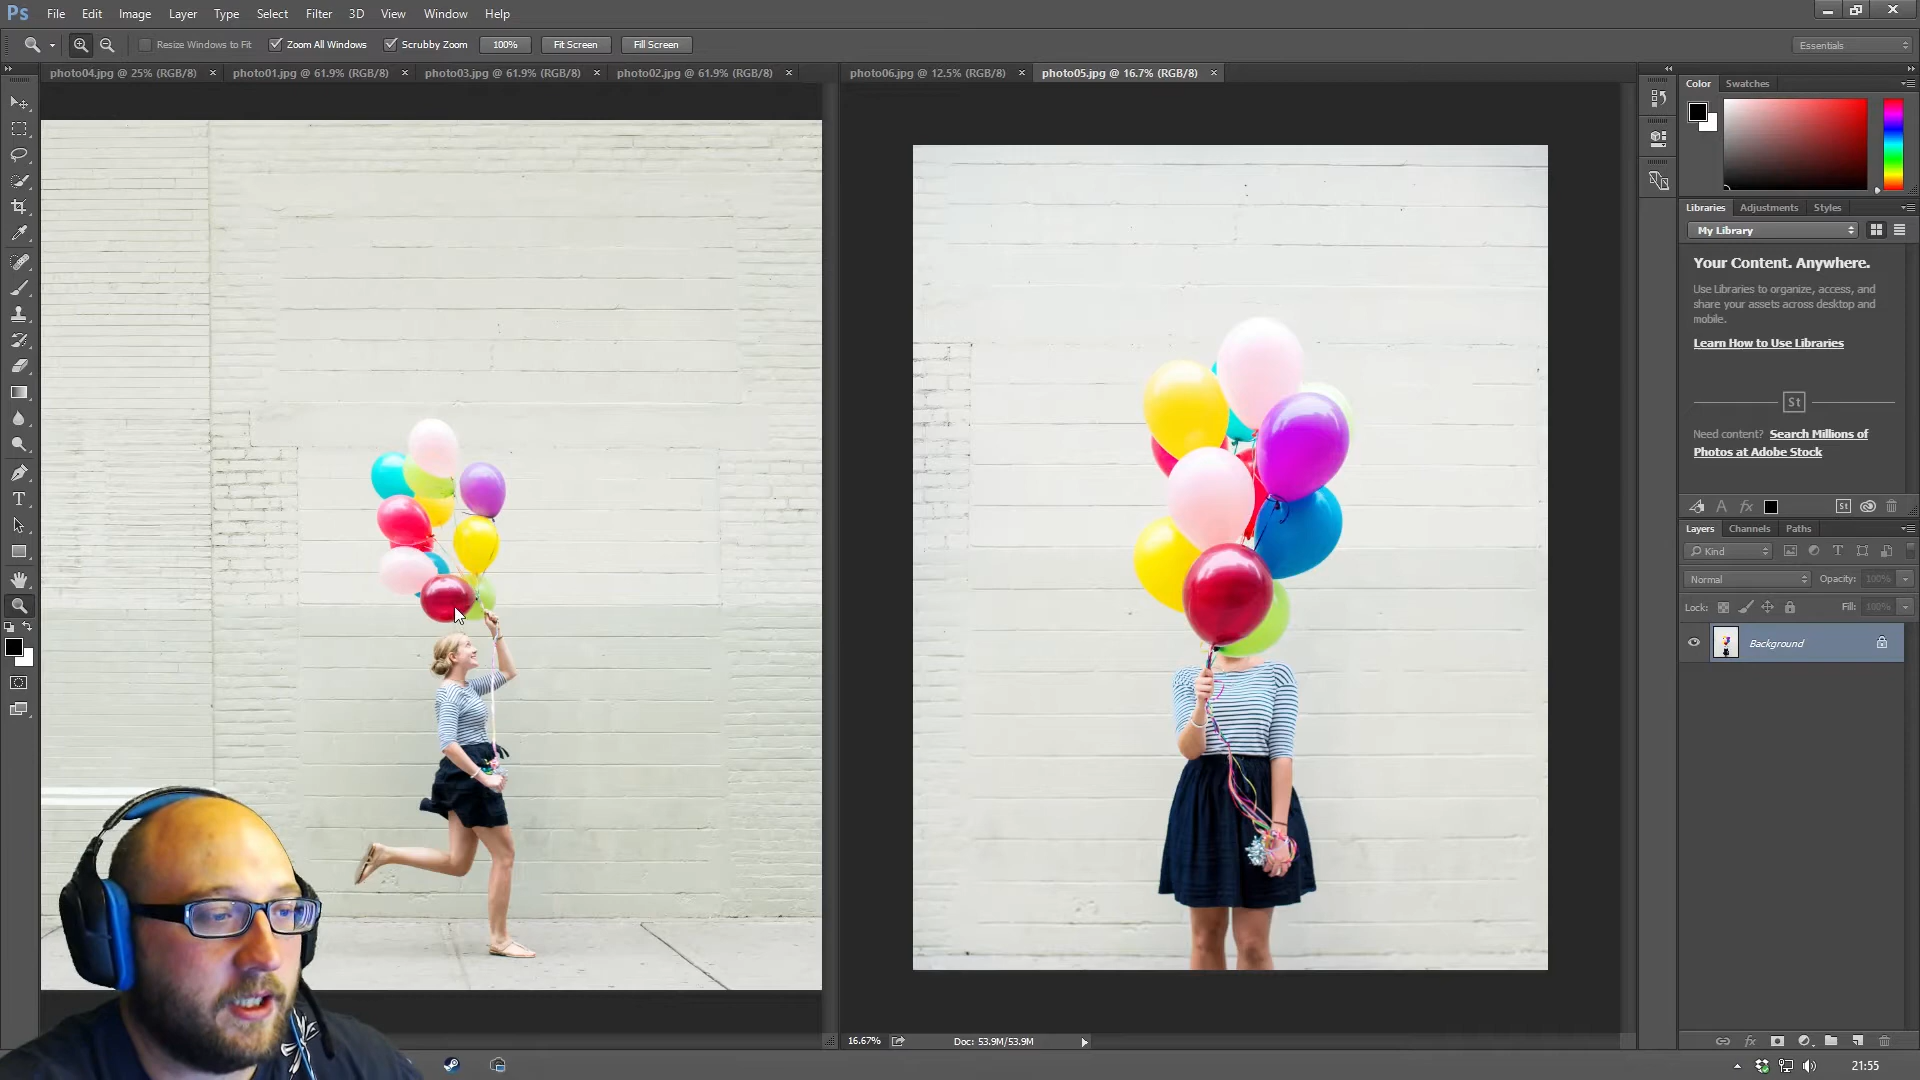 Ps File Edit Image Layer Type Select Filter 3D View Window Help
Resize Windows to Fit Zoom All Windows Scrubby Zoom 100% Fit Screen Fill Screen Essentials
photo04.jpg @ 25% (RGB/8) photo01.jpg @ 61.9% (RGB/8) photo03.jpg @ 61.9% (RGB/8) photo02.jpg @ 61.9% (RGB/8) photo06.jpg @ 12.5% (RGB/8) photo05.jpg @ 16.7% (RGB/8)
Color Swatches
Libraries Adjustments Styles
My Library
Your Content. Anywhere.
Use Libraries to organize, access, and
share your assets across desktop and
mobile.
Learn How to Use Libraries
St
Need content? Search Millions of
Photos at Adobe Stock
A fx St
Layers Channels Paths
Kind T
Normal Opacity: 100%
Lock: Fill: 100%
Background
16.67% Doc: 53.9M/53.9M
fx
21:55